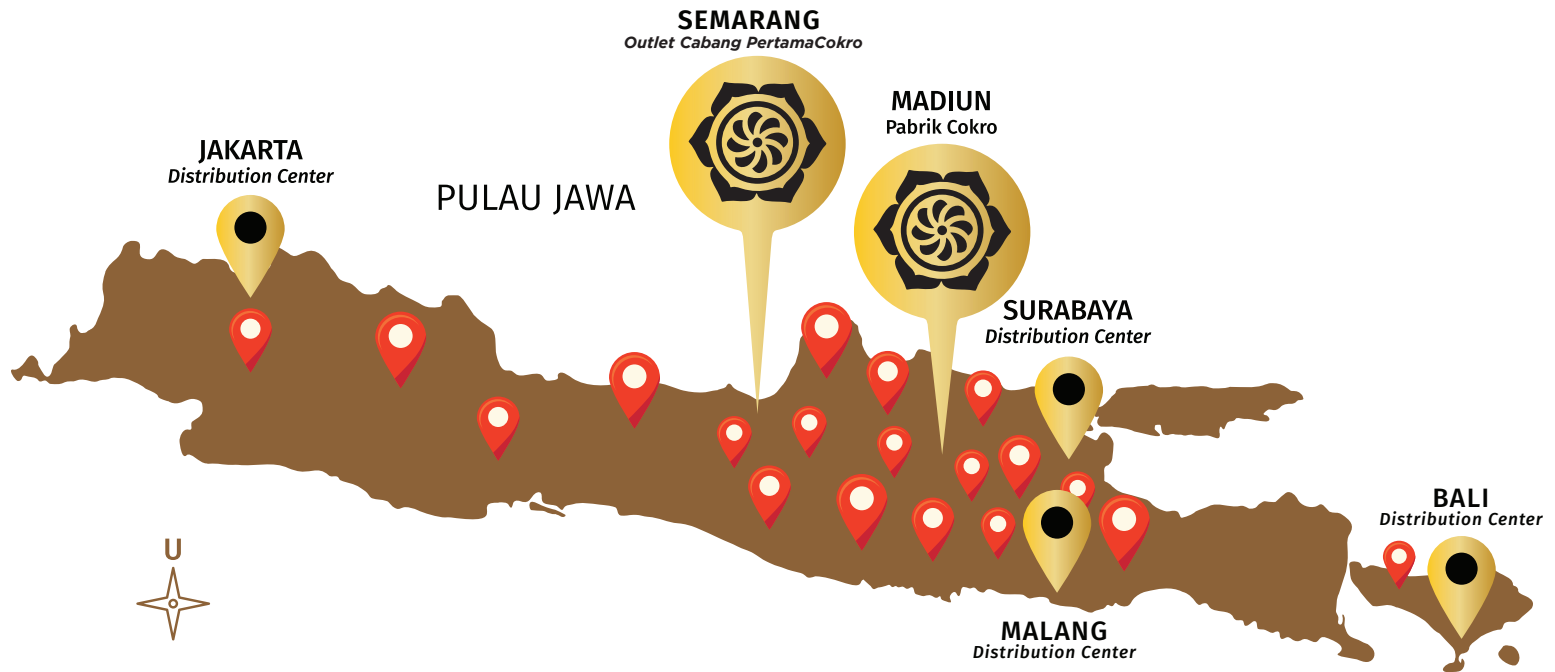 SEMARANG
Outlet Cabang PertamaCokro
MADIUN
Pabrik Cokro
JAKARTA
Distribution Center
PULAU JAWA
SURABAYA
Distribution Center
BALI
Distribution Center
U
MALANG
Distribution Center